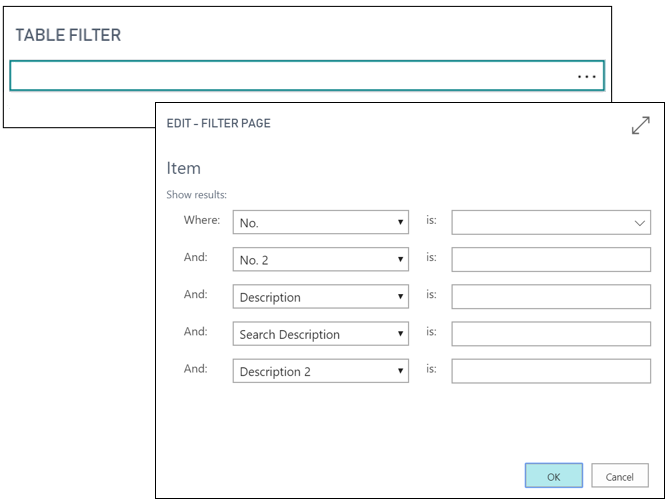 TABLE FILTER
...
EDIT - FILTER PAGE
Item
Show results:
Where: No. is:
And: No. 2 is:
And: Description is:
And: Search Description is:
And: Description 2 is:
OK Cancel